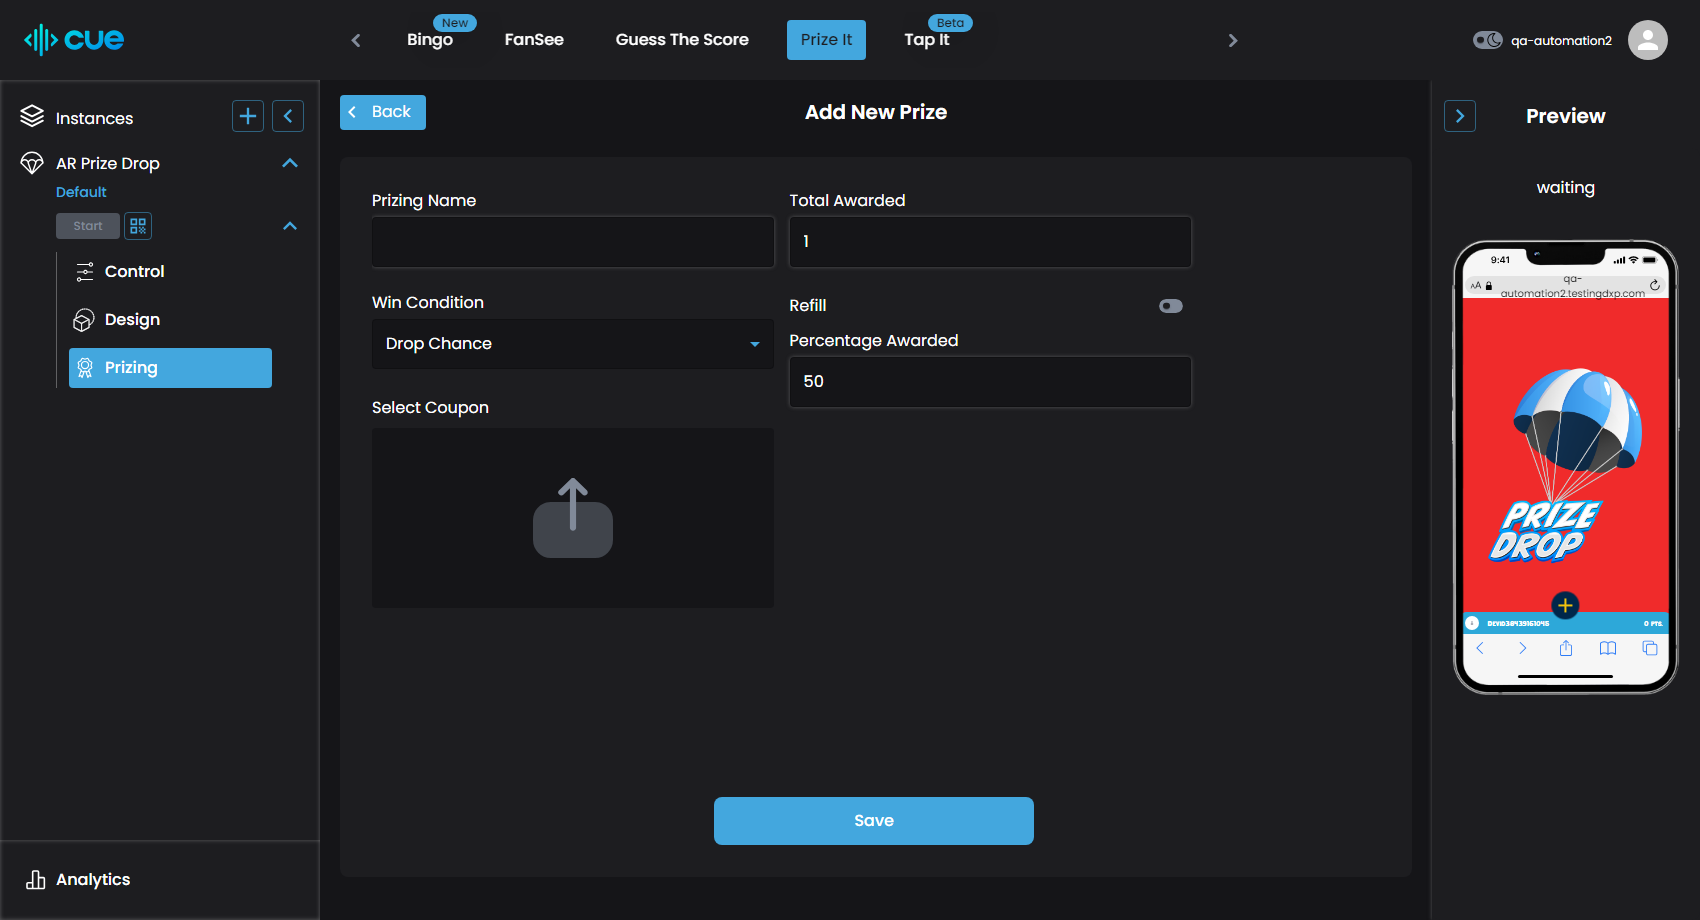 cue
Bingo
New
FanSee
Guess The Score
Prize It
Tap It
Beta
qa-automation2
Instances
AR Prize Drop
Default
Start
Control
Design
Prizing
Analytics
Back
Add New Prize
Prizing Name
Total Awarded
1
Win Condition
Drop Chance
Refill
Percentage Awarded
50
Select Coupon
Save
Preview
waiting
9:41
AA
qa-
automation2.testingdxp.com
PRIZE
DROP
0 PTS.